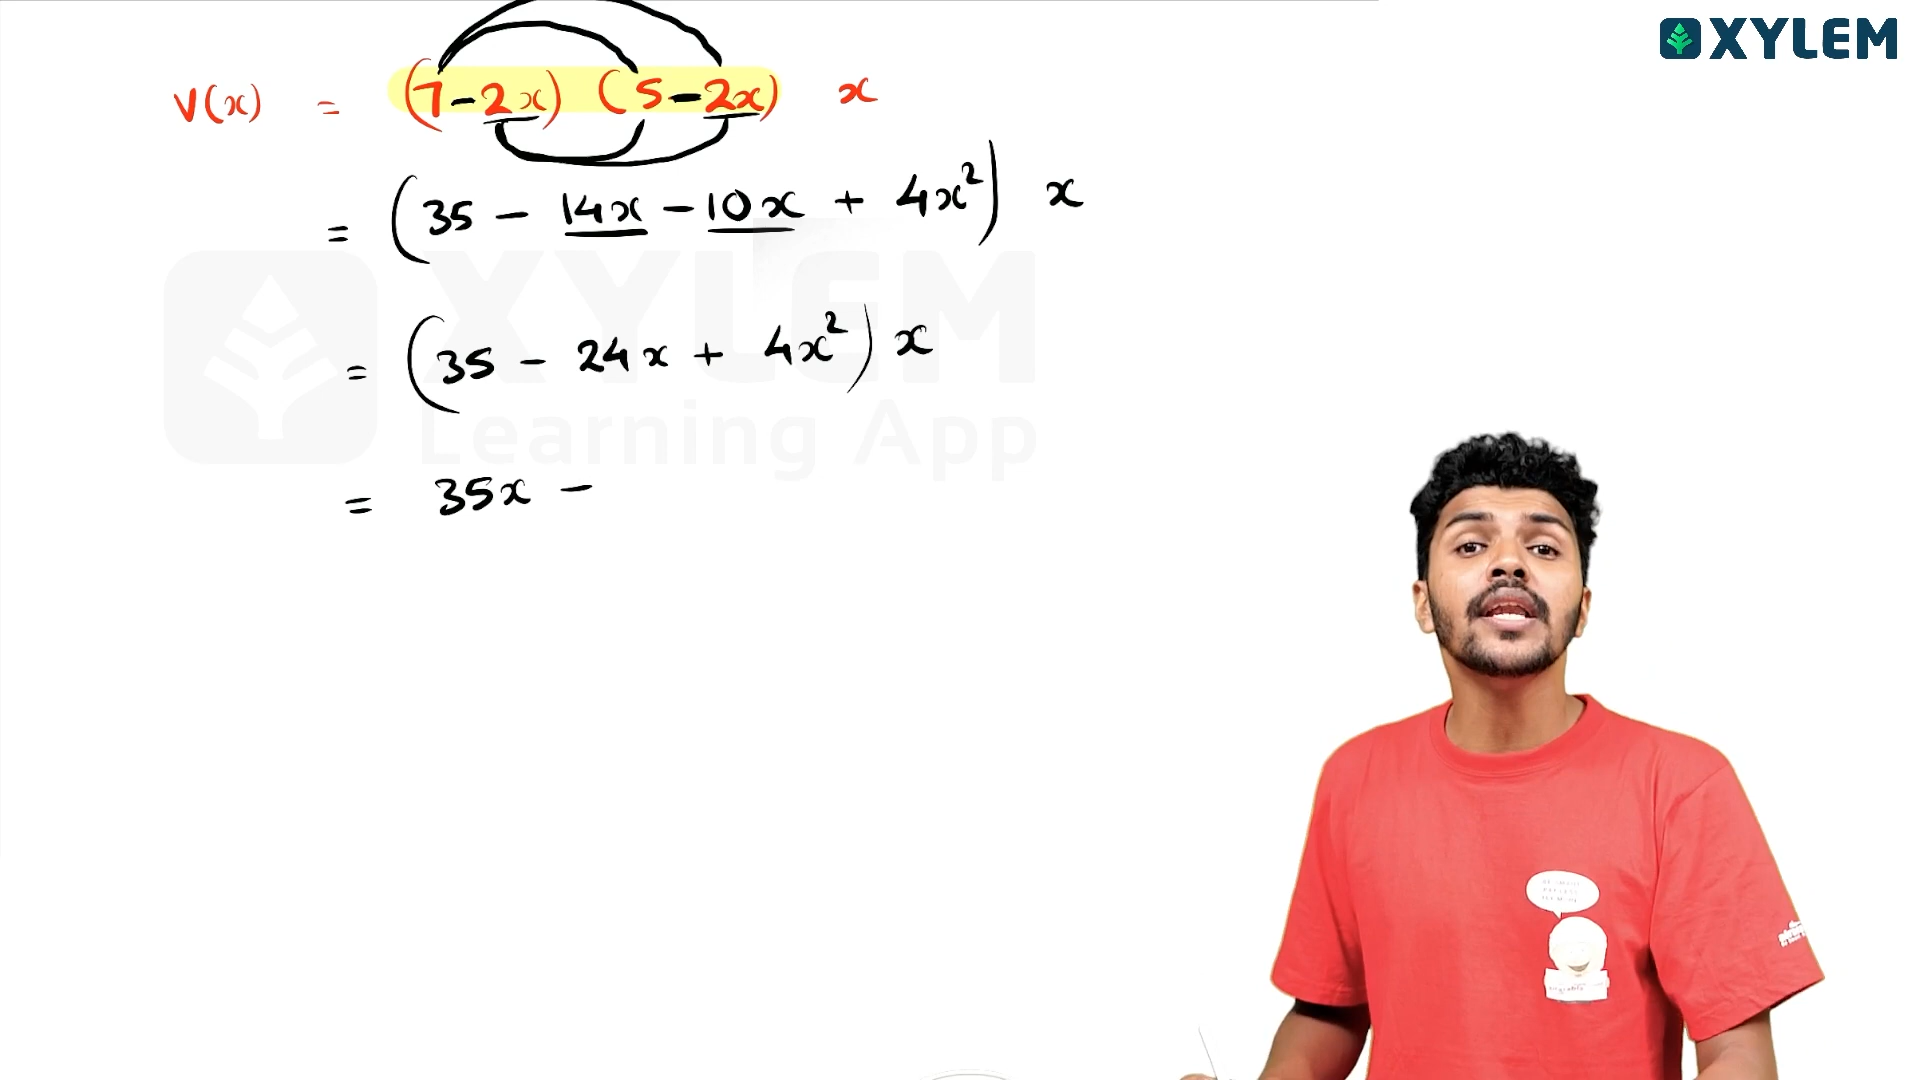 XYLEM
V(x) = (7-2x) (5-2x) x
= (35 - 14x - 10x + 4x²) x
= (35 - 24x + 4x²) x
= 35x -
XYLEM
Learning App